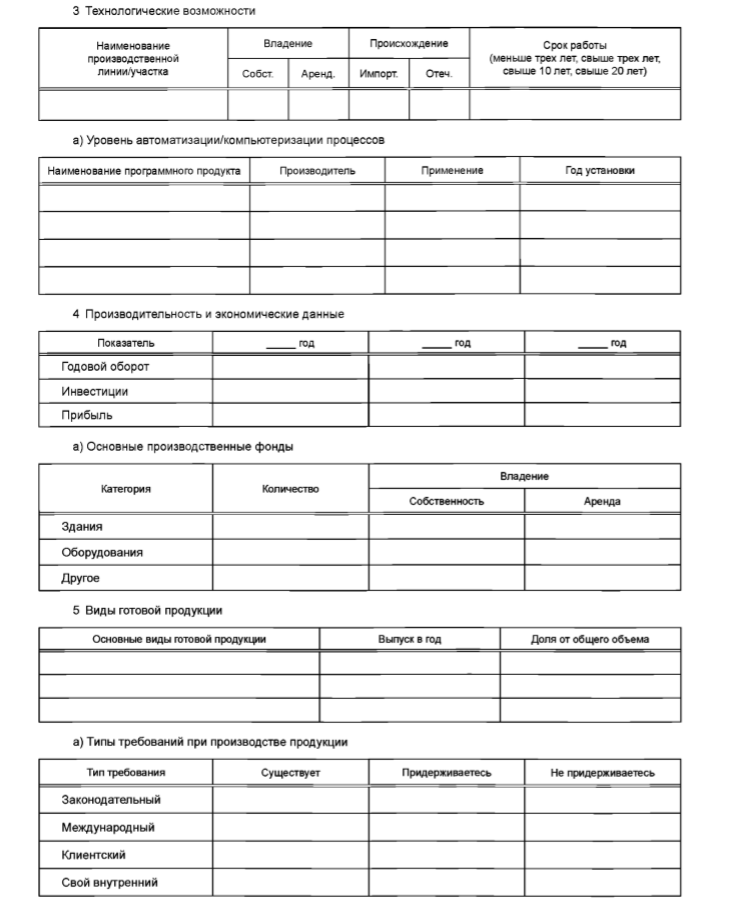 3 Технологические возможности
Наименование
производственной
линии/участка
Владение
Происхождение
Срок работы
(меньше трех лет, свыше трех лет,
свыше 10 лет, свыше 20 лет)
Собст.
Аренд.
Импорт.
Отеч.
а) Уровень автоматизации/компьютеризации процессов
Наименование программного продукта
Производитель
Применение
Год установки
4 Производительность и экономические данные
Показатель
_____ год
_____ год
_____ год
Годовой оборот
Инвестиции
Прибыль
а) Основные производственные фонды
Категория
Количество
Владение
Собственность
Аренда
Здания
Оборудования
Другое
5 Виды готовой продукции
Основные виды готовой продукции
Выпуск в год
Доля от общего объема
а) Типы требований при производстве продукции
Тип требования
Существует
Придерживаетесь
Не придерживаетесь
Законодательный
Международный
Клиентский
Свой внутренний